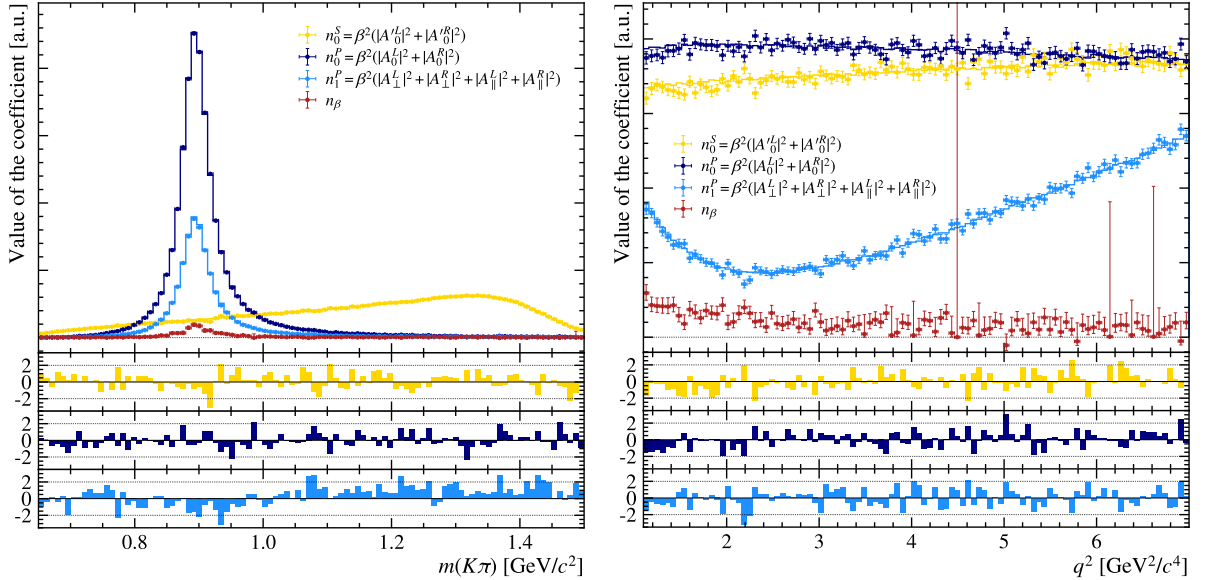 Value of the coefficient [a.u.]
n_0^S = β²(|A'_0^L|² + |A'_0^R|²)
n_0^P = β²(|A_0^L|² + |A_0^R|²)
n_1^P = β²(|A_⊥^L|² + |A_⊥^R|² + |A_∥^L|² + |A_∥^R|²)
n_β
2
0
-2
2
0
-2
2
0
-2
0.8 1.0 1.2 1.4
m(Kπ) [GeV/c²]
Value of the coefficient [a.u.]
n_0^S = β²(|A'_0^L|² + |A'_0^R|²)
n_0^P = β²(|A_0^L|² + |A_0^R|²)
n_1^P = β²(|A_⊥^L|² + |A_⊥^R|² + |A_∥^L|² + |A_∥^R|²)
n_β
2
0
-2
2
0
-2
2
0
-2
2 3 4 5 6
q² [GeV²/c⁴]